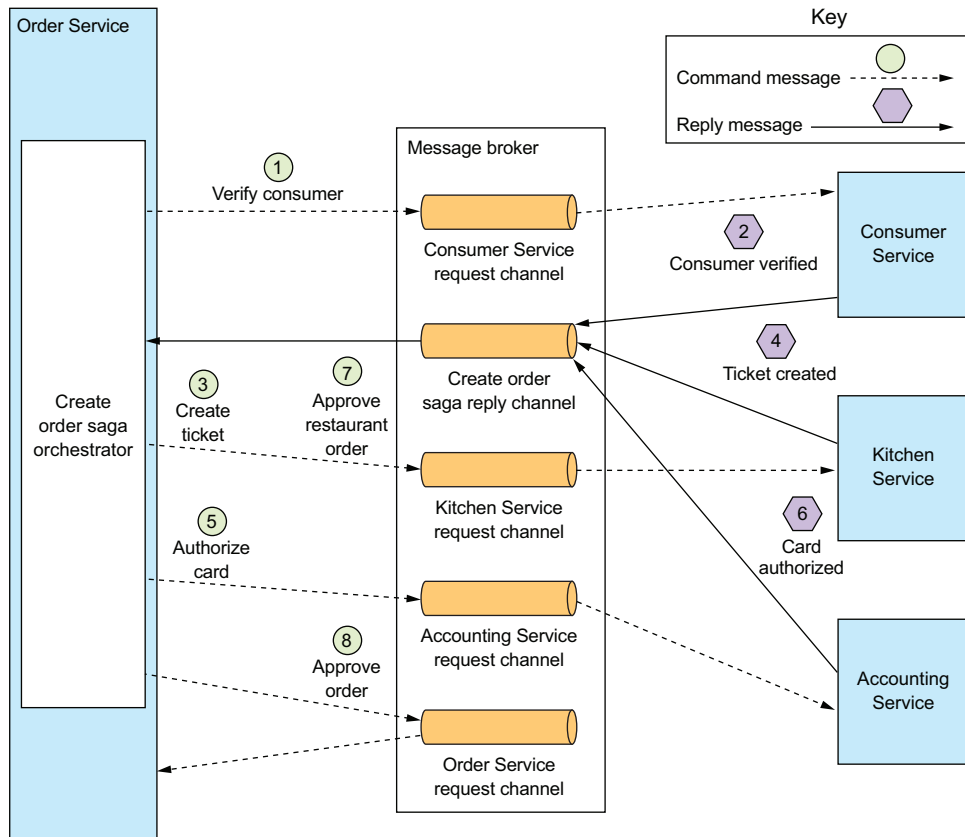 Order Service
Key
Command message
Reply message
Message broker
1
Verify consumer
Consumer Service
request channel
2
Consumer verified
Consumer
Service
Create order
saga reply channel
4
Ticket created
3
Create
ticket
7
Approve
restaurant
order
Create
order saga
orchestrator
Kitchen Service
request channel
Kitchen
Service
5
Authorize
card
6
Card
authorized
Accounting Service
request channel
8
Approve
order
Accounting
Service
Order Service
request channel